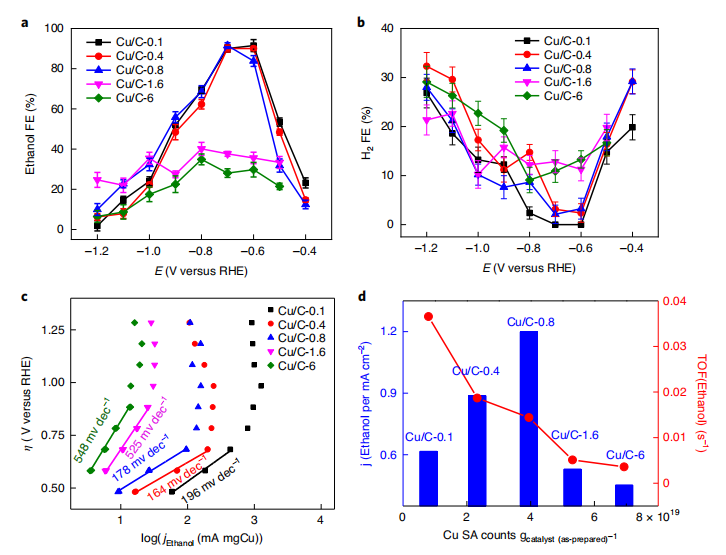 a
Ethanol FE (%)
100
80
60
40
20
0
Cu/C-0.1
Cu/C-0.4
Cu/C-0.8
Cu/C-1.6
Cu/C-6
−1.2 −1.0 −0.8 −0.6 −0.4
E (V versus RHE)
b
H2 FE (%)
40
30
20
10
0
Cu/C-0.1
Cu/C-0.4
Cu/C-0.8
Cu/C-1.6
Cu/C-6
−1.2 −1.0 −0.8 −0.6 −0.4
E (V versus RHE)
c
η (V versus RHE)
1.25
1.00
0.75
0.50
Cu/C-0.1
Cu/C-0.4
Cu/C-0.8
Cu/C-1.6
Cu/C-6
548 mv dec−1
525 mv dec−1
178 mv dec−1
164 mv dec−1
196 mv dec−1
1 2 3 4
log(jEthanol (mA mgCu))
d
j (Ethanol per mA cm−2)
1.2
0.9
0.6
Cu/C-0.1
Cu/C-0.4
Cu/C-0.8
Cu/C-1.6
Cu/C-6
0.04
0.03
0.02
0.01
0
TOF(Ethanol) (s−1)
0 2 4 6 8 × 1019
Cu SA counts gcatalyst (as-prepared)−1